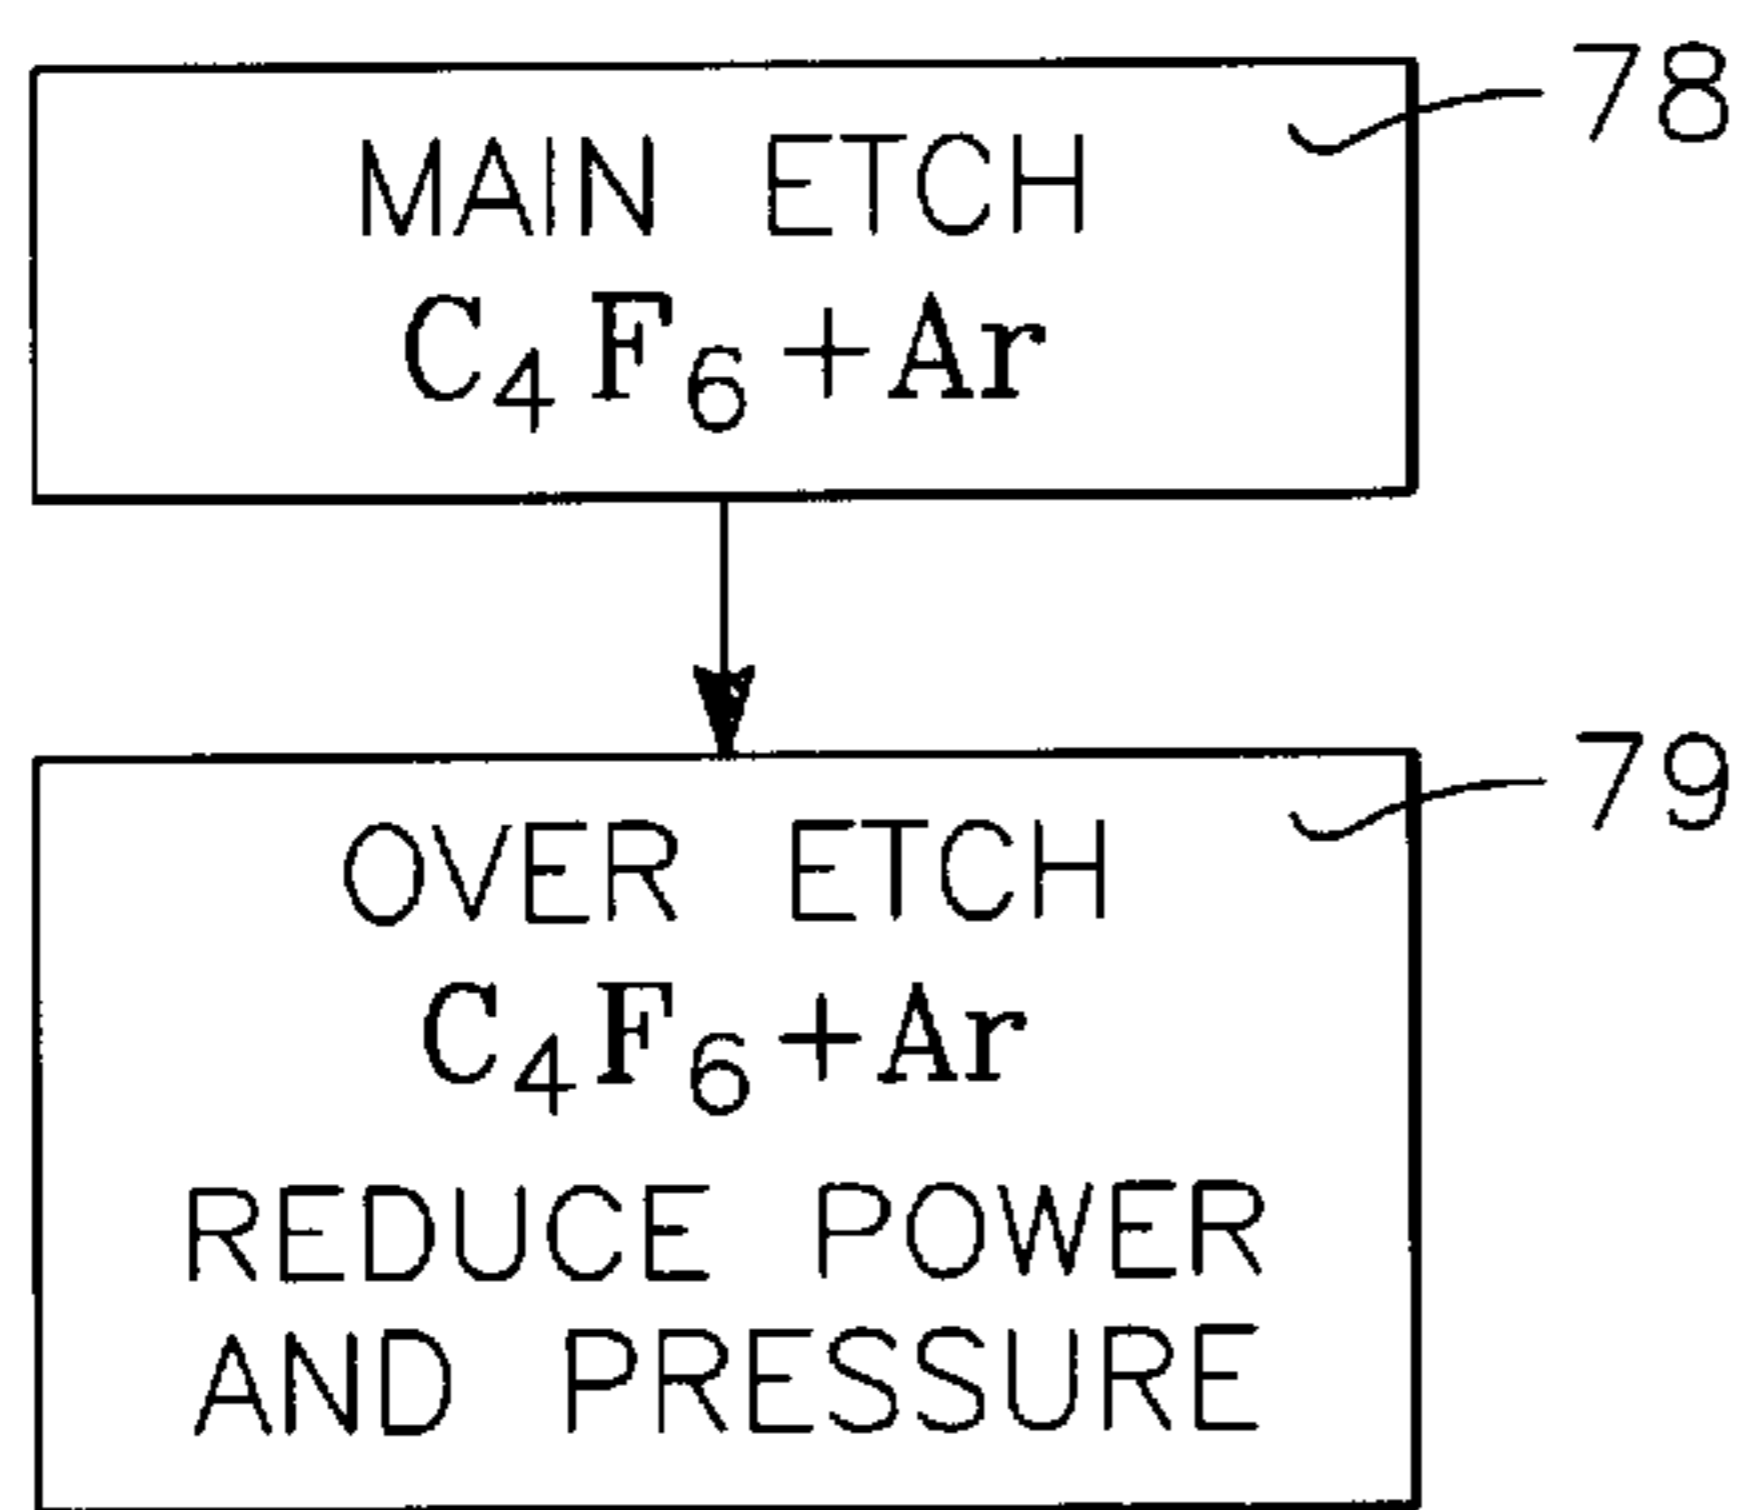 78
MAIN ETCH
C₄F₆+Ar
79
OVER ETCH
C₄F₆+Ar
REDUCE POWER
AND PRESSURE